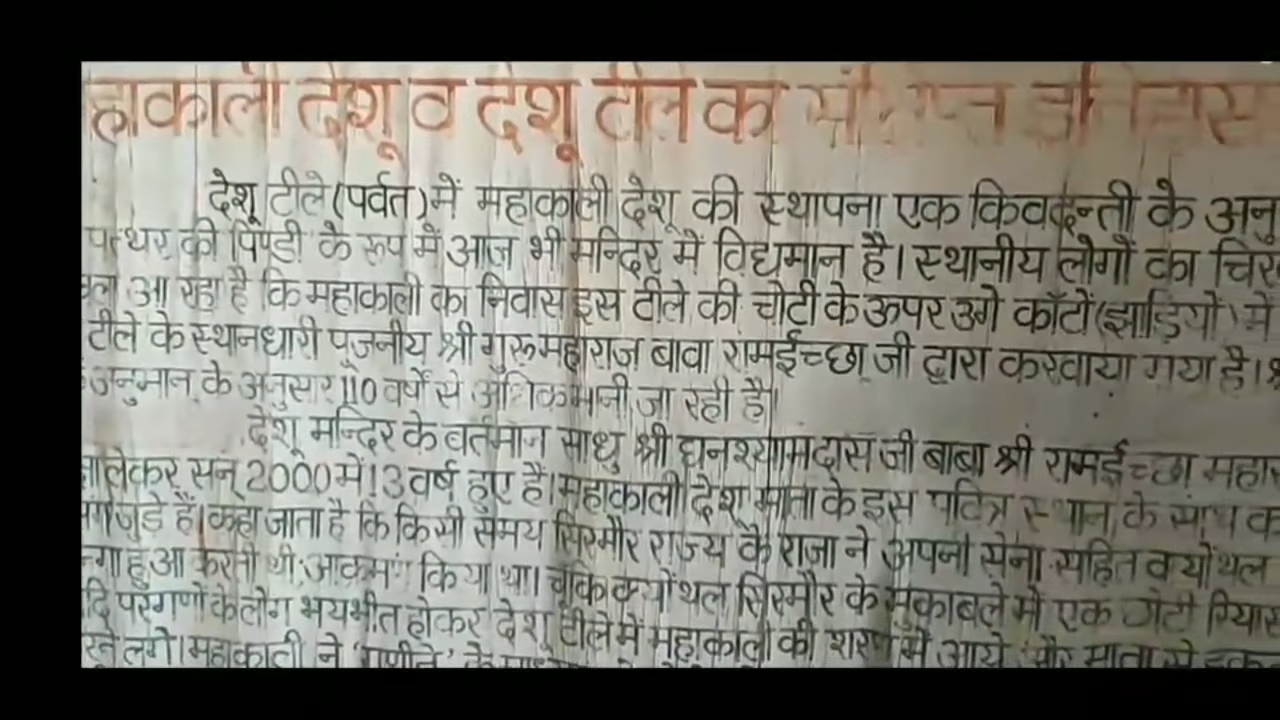 हाकाली देशू व देशू टीले का
देशू टीले (पर्वत) में महाकाली देशू की स्थापना एक किवदन्ती के अनु
पत्थर की पिण्डी के रूप में आज भी मन्दिर में विद्यमान है। स्थानीय लोगों का चिर
चला आ रहा है कि महाकाली का निवास इस टीले की चोटी के ऊपर उगे काँटों (झाड़ियों) में
टीले के स्थानधारी पूजनीय श्री गुरू महाराज बावा रामईच्छा जी द्वारा करवाया गया है।
अनुमान के अनुसार 110 वर्षों से अधिक मानी जा रही है।
देशू मन्दिर के वर्तमान साधु श्री घनश्यामदास जी बाबा श्री रामईच्छा महा
लेकर सन् 2000 में 13 वर्ष हुए हैं। महाकाली देशू माता के इस पवित्र स्थान के साथ क
जुड़े हैं। कहा जाता है कि किसी समय सिरमौर राज्य के राजा ने अपनी सेना सहित क्योंथल
हुआ करती थी, आक्रमण किया था। चूंकि क्योंथल सिरमौर के मुकाबले में एक छोटी रियास
दि परगणों के लोग भयभीत होकर देशू टीले में महाकाली की शरण में आये और माता से
लगे। महाकाली ने